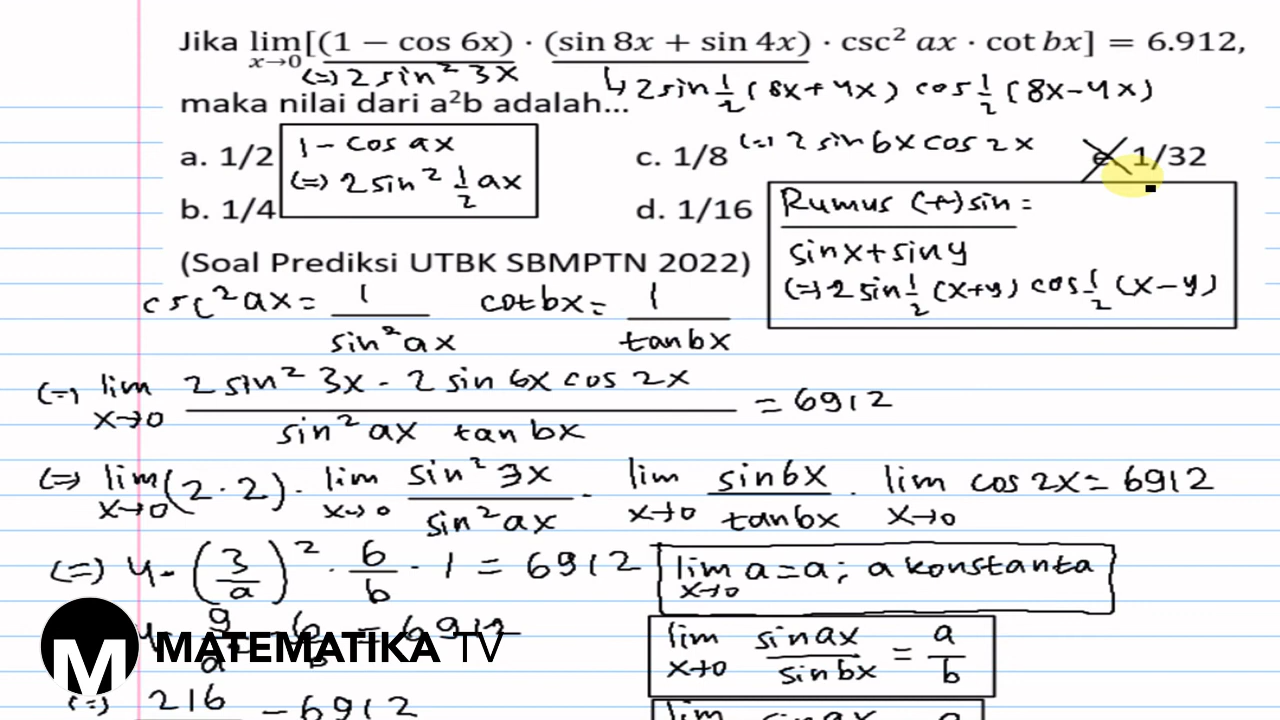 Jika lim x→0 [(1 − cos 6x) · (sin 8x + sin 4x) · csc² ax · cot bx] = 6.912,
(=) 2 sin² 3x ↳ 2 sin 1/2 (8x+4x) cos 1/2 (8x-4x)
maka nilai dari a²b adalah...
a. 1/2
1 - cos ax
(=) 2 sin² 1/2 ax
c. 1/8 (=) 2 sin 6x cos 2x
1/32
b. 1/4
d. 1/16
Rumus (+) sin =
sin x + sin y
(=) 2 sin 1/2 (x+y) cos 1/2 (x-y)
(Soal Prediksi UTBK SBMPTN 2022)
csc² ax = 1/sin² ax cot bx = 1/tan bx
(=) lim x→0 2 sin² 3x · 2 sin 6x cos 2x / sin² ax tan bx = 6912
(=) lim x→0 (2·2) · lim x→0 sin² 3x / sin² ax · lim x→0 sin 6x / tan bx · lim x→0 cos 2x = 6912
(=) 4 · (3/a)² · 6/b · 1 = 6912
lim x→0 a = a; a konstanta
= 6912
MATEMATIKA TV
lim x→0 sin ax / sin bx = a/b
(=) 216 = 6912
lim sin ax a